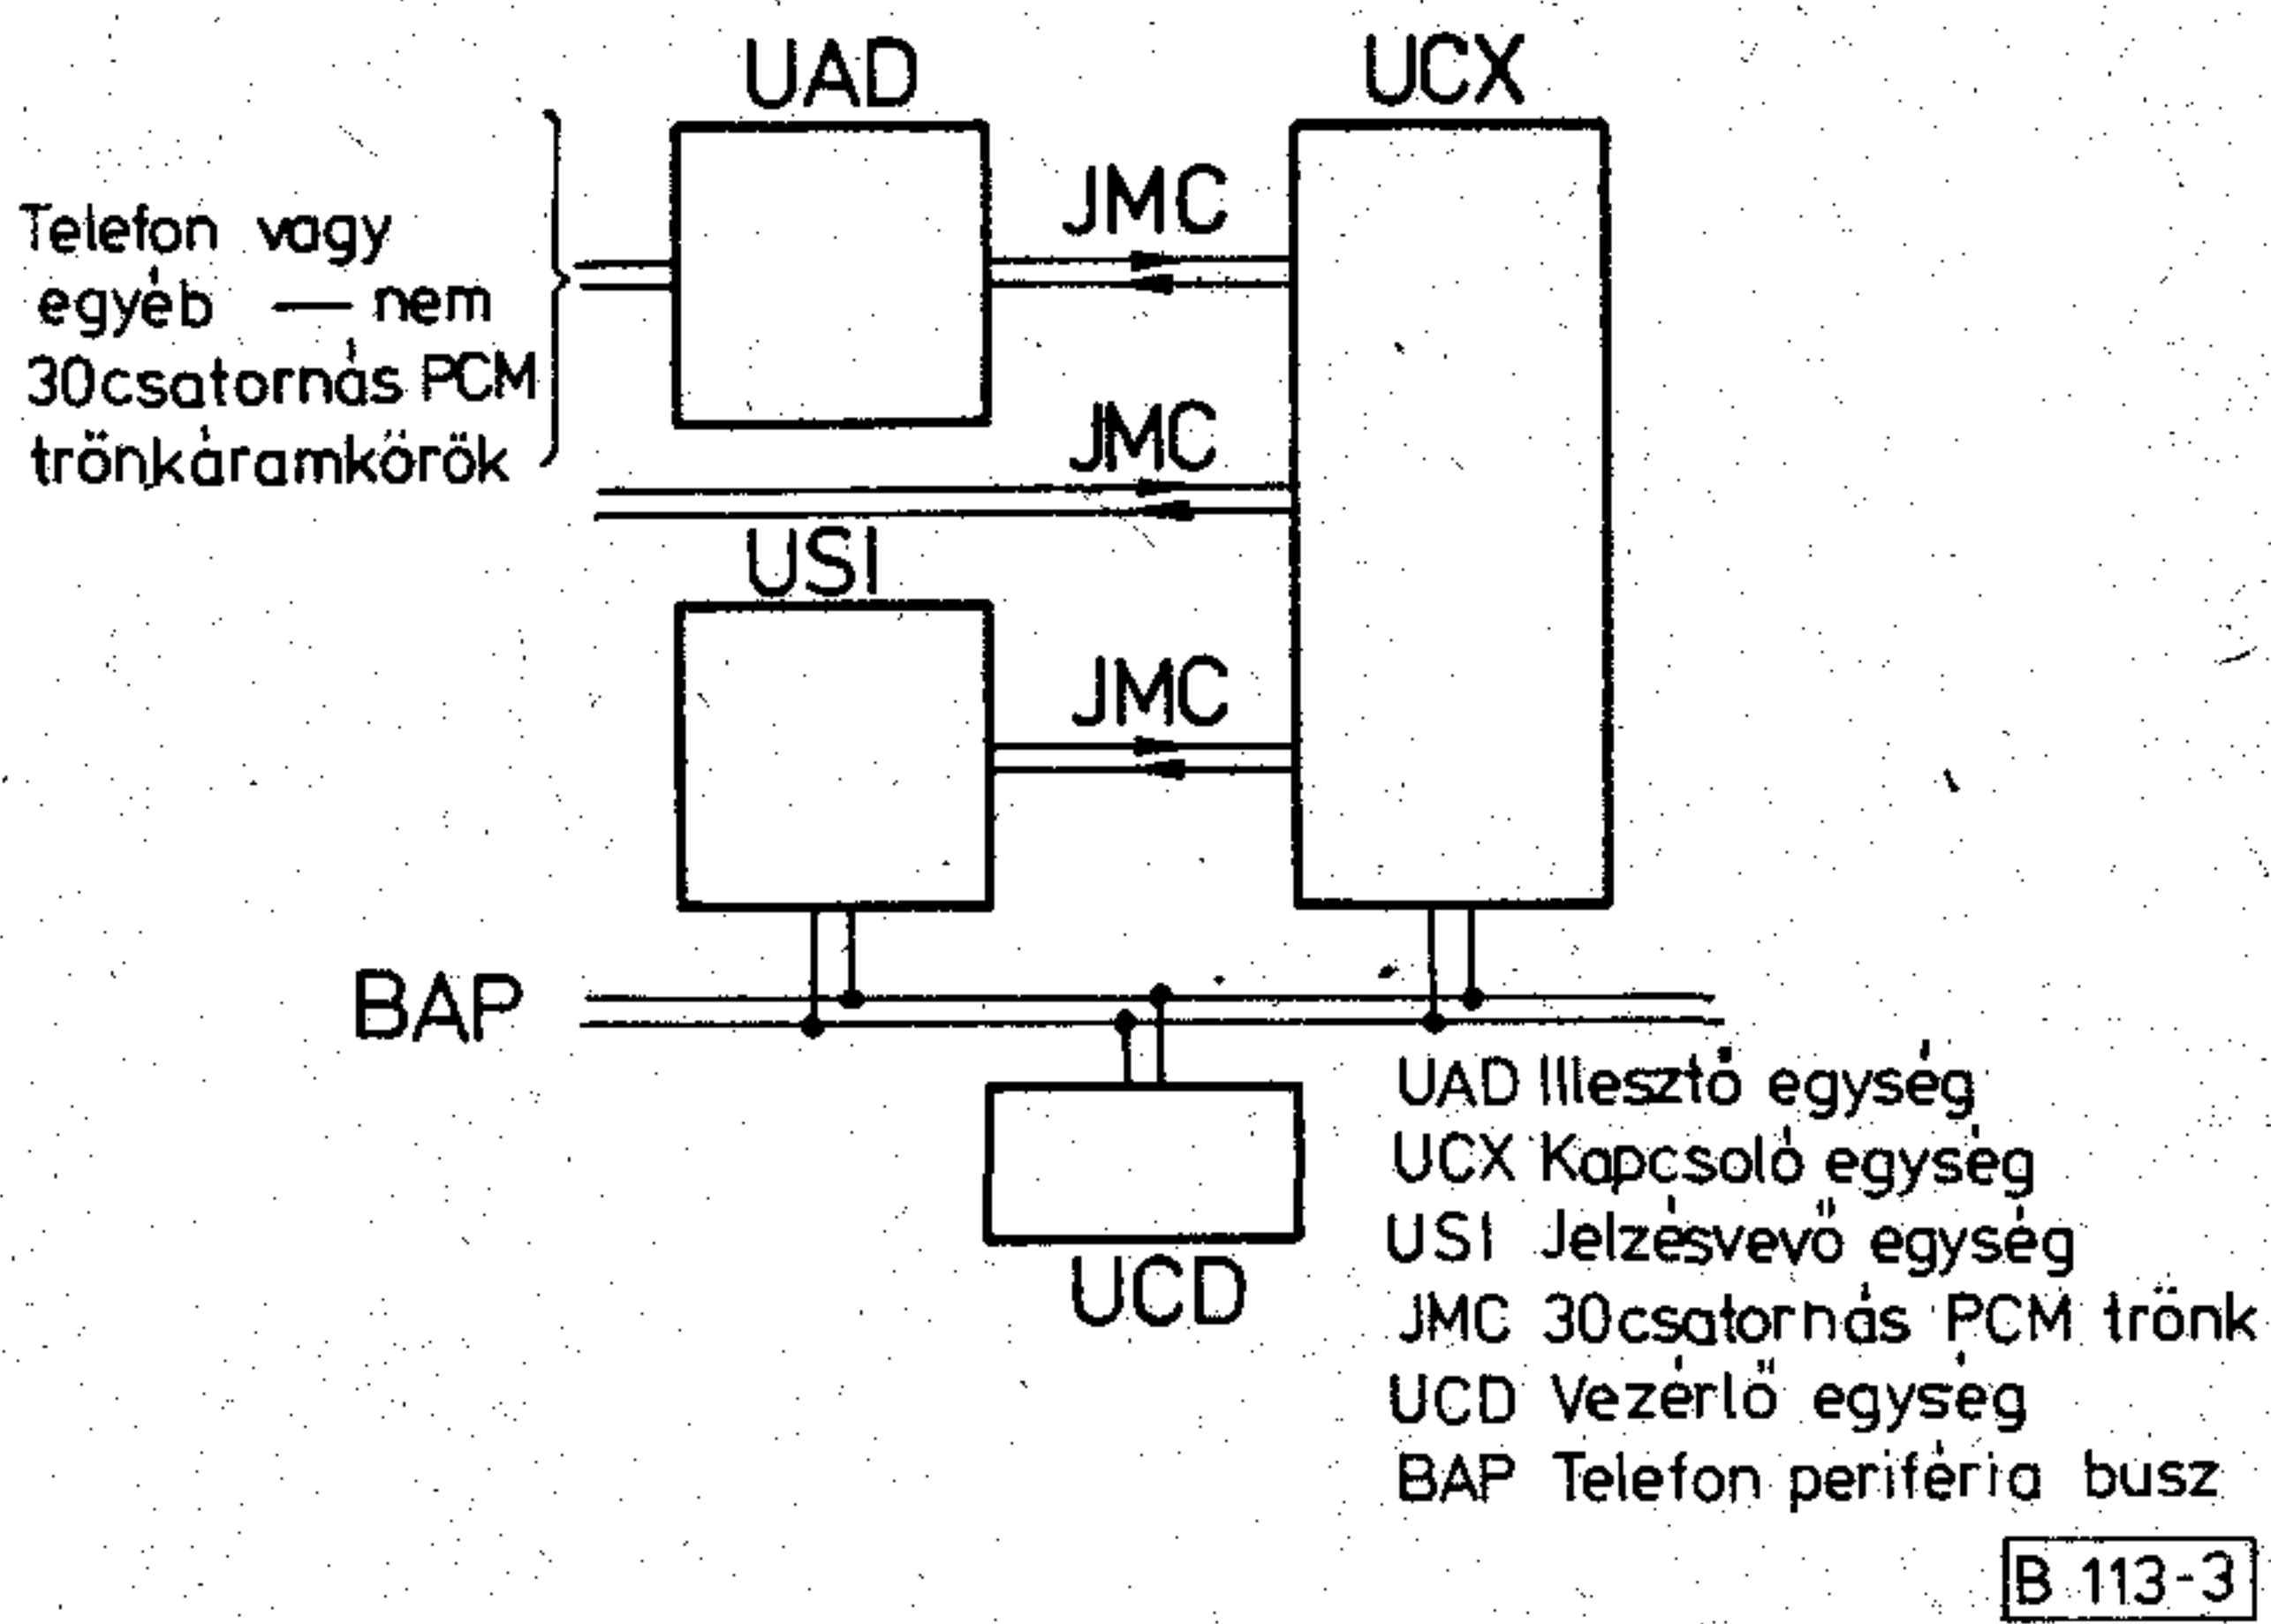 UAD
UCX
Telefon vagy
egyéb — nem
30csatornás PCM
trönkáramkörök
JMC
JMC
USI
JMC
BAP
UCD
UAD Illesztő egység
UCX Kapcsoló egység
USI Jelzésvevő egység
JMC 30csatornás PCM trönk
UCD Vezérlő egység
BAP Telefon periféria busz
B 113-3